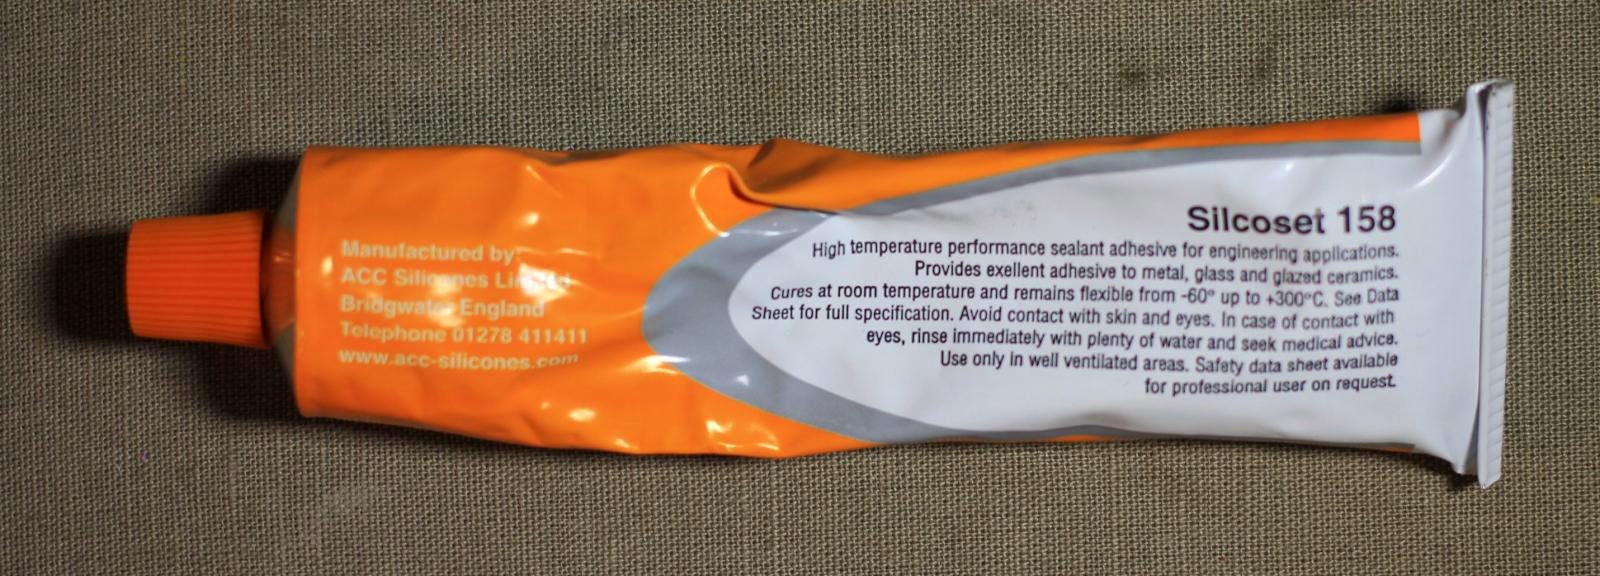 Manufactured by:
ACC Silicones Limited
Bridgwater England
Telephone 01278 411411
www.acc-silicones.com
Silcoset 158
High temperature performance sealant adhesive for engineering applications.
Provides exellent adhesive to metal, glass and glazed ceramics.
Cures at room temperature and remains flexible from -60° up to +300°C. See Data
Sheet for full specification. Avoid contact with skin and eyes. In case of contact with
eyes, rinse immediately with plenty of water and seek medical advice.
Use only in well ventilated areas. Safety data sheet available
for professional user on request.